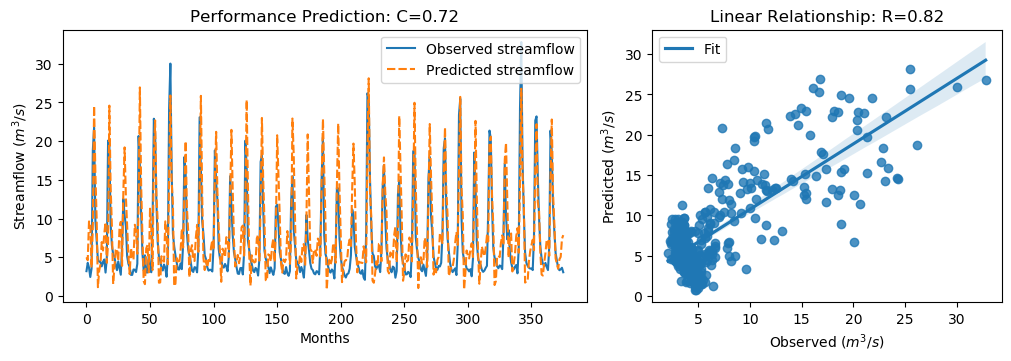 Performance Prediction: C=0.72
Observed streamflow
Predicted streamflow
Streamflow (m³/s)
30
25
20
15
10
5
0
0 50 100 150 200 250 300 350
Months
Linear Relationship: R=0.82
Fit
Predicted (m³/s)
30
25
20
15
10
5
0
5 10 15 20 25 30
Observed (m³/s)